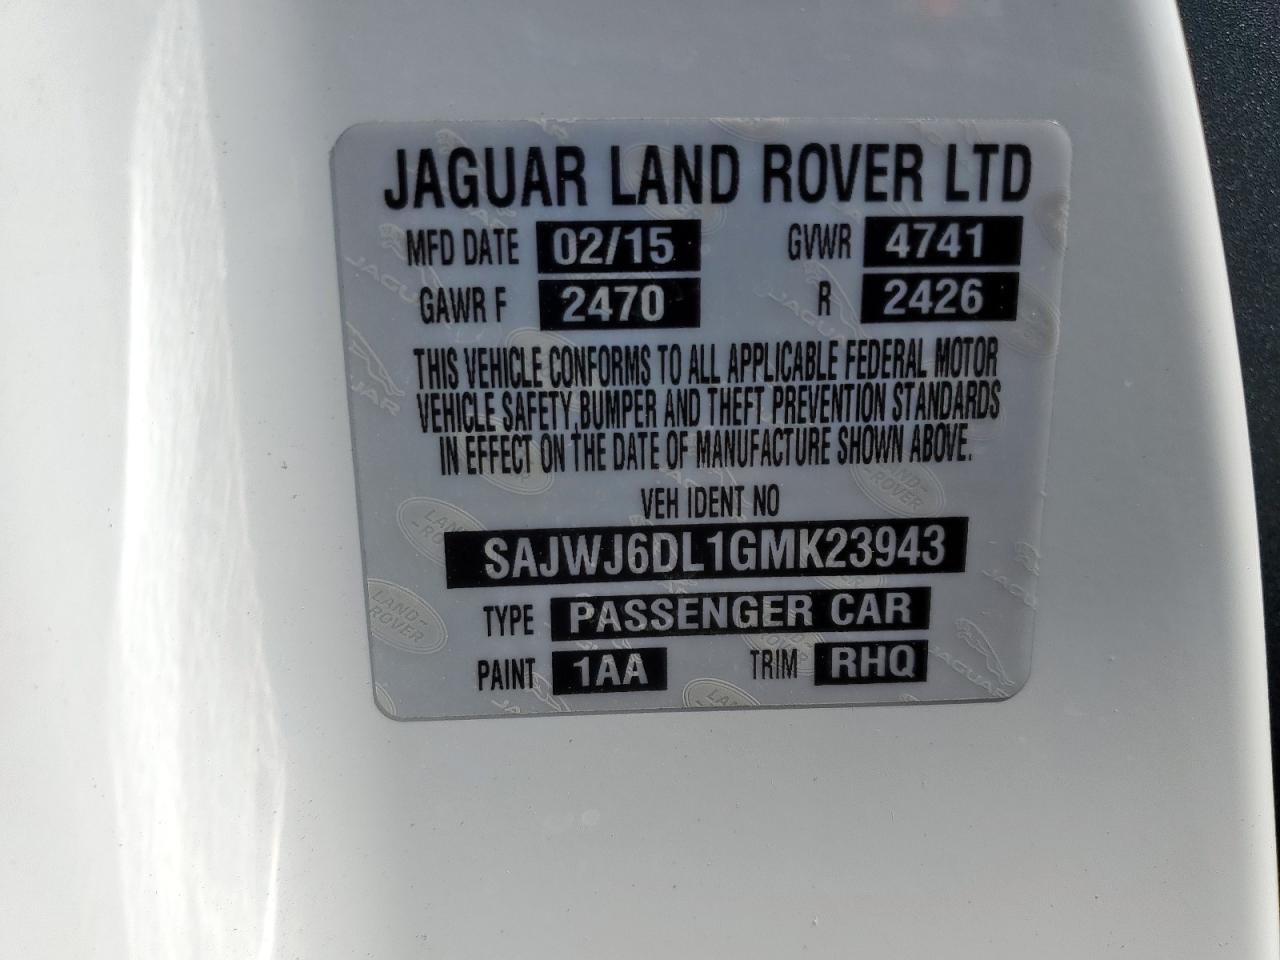 JAGUAR LAND ROVER LTD
MFD DATE 02/15 GVWR 4741
GAWR F 2470 R 2426
THIS VEHICLE CONFORMS TO ALL APPLICABLE FEDERAL MOTOR
VEHICLE SAFETY,BUMPER AND THEFT PREVENTION STANDARDS
IN EFFECT ON THE DATE OF MANUFACTURE SHOWN ABOVE.
VEH IDENT NO
SAJWJ6DL1GMK23943
TYPE PASSENGER CAR
PAINT 1AA TRIM RHQ